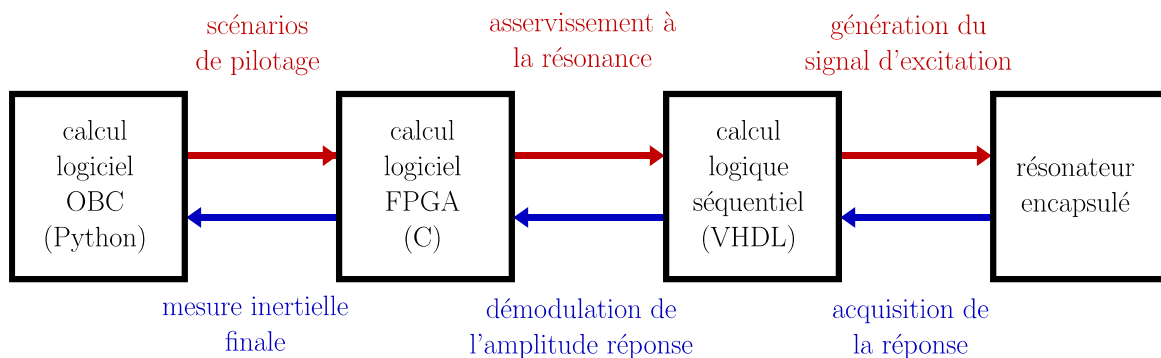 scénarios
de pilotage
asservissement à
la résonance
génération du
signal d'excitation
calcul
logiciel
OBC
(Python)
calcul
logiciel
FPGA
(C)
calcul
logique
séquentiel
(VHDL)
résonateur
encapsulé
mesure inertielle
finale
démodulation de
l'amplitude réponse
acquisition de
la réponse